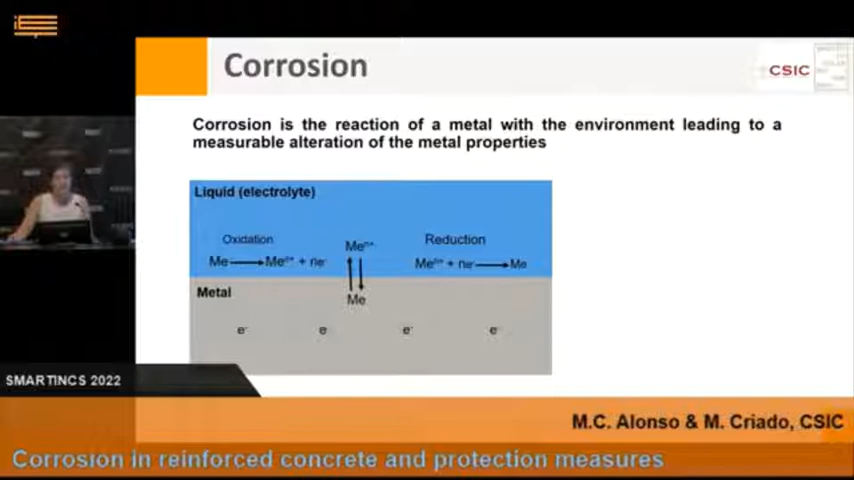 Corrosion
CSIC
Corrosion is the reaction of a metal with the environment leading to a
measurable alteration of the metal properties
Liquid (electrolyte)
Oxidation
Meⁿ⁺
Reduction
Me → Meⁿ⁺ + ne⁻
Meⁿ⁺ + ne⁻ → Me
Metal
Me
e⁻ e e⁻ e⁻
SMARTINCS 2022
M.C. Alonso & M. Criado, CSIC
Corrosion in reinforced concrete and protection measures